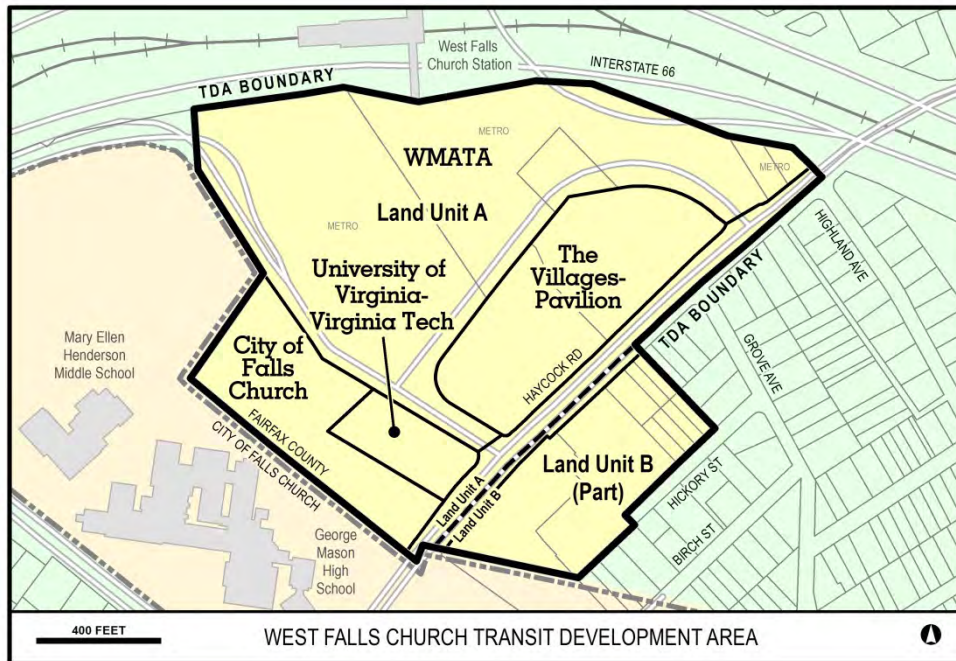 West Falls
Church Station
INTERSTATE 66
TDA BOUNDARY
METRO
WMATA
METRO
Land Unit A
METRO
The
Villages-
Pavilion
University of
Virginia-
Virginia Tech
City of
Falls
Church
HIGHLAND AVE
TDA BOUNDARY
GROVE AVE
HAYCOCK RD
Mary Ellen
Henderson
Middle School
FAIRFAX COUNTY
CITY OF FALLS CHURCH
Land Unit A
Land Unit B
Land Unit B
(Part)
HICKORY ST
BIRCH ST
George
Mason
High
School
400 FEET
WEST FALLS CHURCH TRANSIT DEVELOPMENT AREA